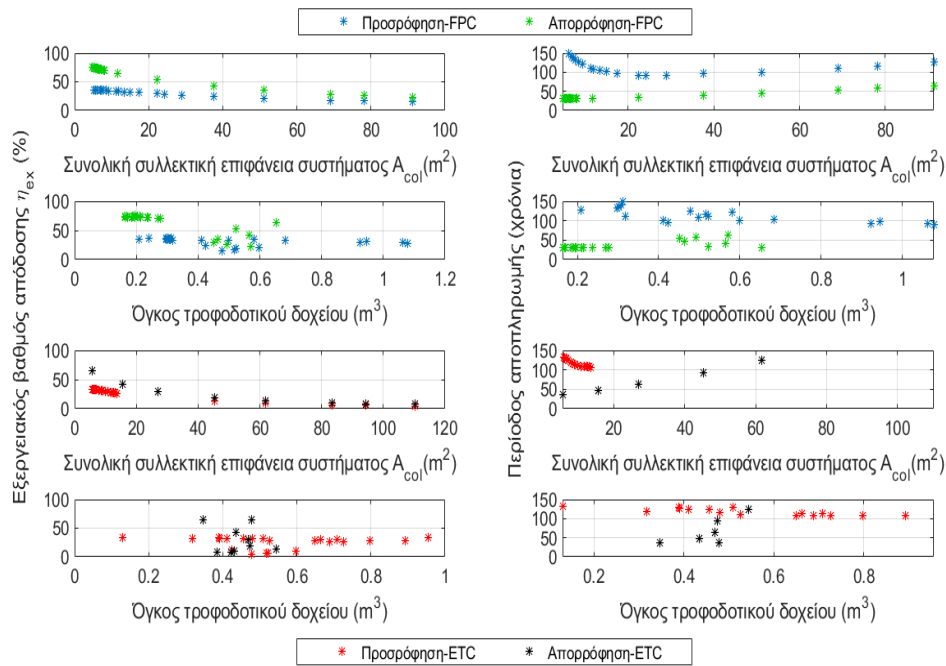 Προσρόφηση-FPC Απορρόφηση-FPC
Εξεργειακός βαθμός απόδοσης η_ex (%)
100
50
0
0 20 40 60 80 100
Συνολική συλλεκτική επιφάνεια συστήματος A_col(m²)
100
50
0
0 0.2 0.4 0.6 0.8 1 1.2
Όγκος τροφοδοτικού δοχείου (m³)
100
50
0
0 20 40 60 80 100 120
Συνολική συλλεκτική επιφάνεια συστήματος A_col(m²)
100
50
0
0 0.2 0.4 0.6 0.8 1
Όγκος τροφοδοτικού δοχείου (m³)
Περίοδος αποπληρωμής (χρόνια)
150
100
50
0
20 40 60 80
Συνολική συλλεκτική επιφάνεια συστήματος A_col(m²)
150
100
50
0
0.2 0.4 0.6 0.8 1
Όγκος τροφοδοτικού δοχείου (m³)
150
100
50
0
20 40 60 80 100
Συνολική συλλεκτική επιφάνεια συστήματος A_col(m²)
150
100
50
0
0.2 0.4 0.6 0.8
Όγκος τροφοδοτικού δοχείου (m³)
Προσρόφηση-ETC Απορρόφηση-ETC